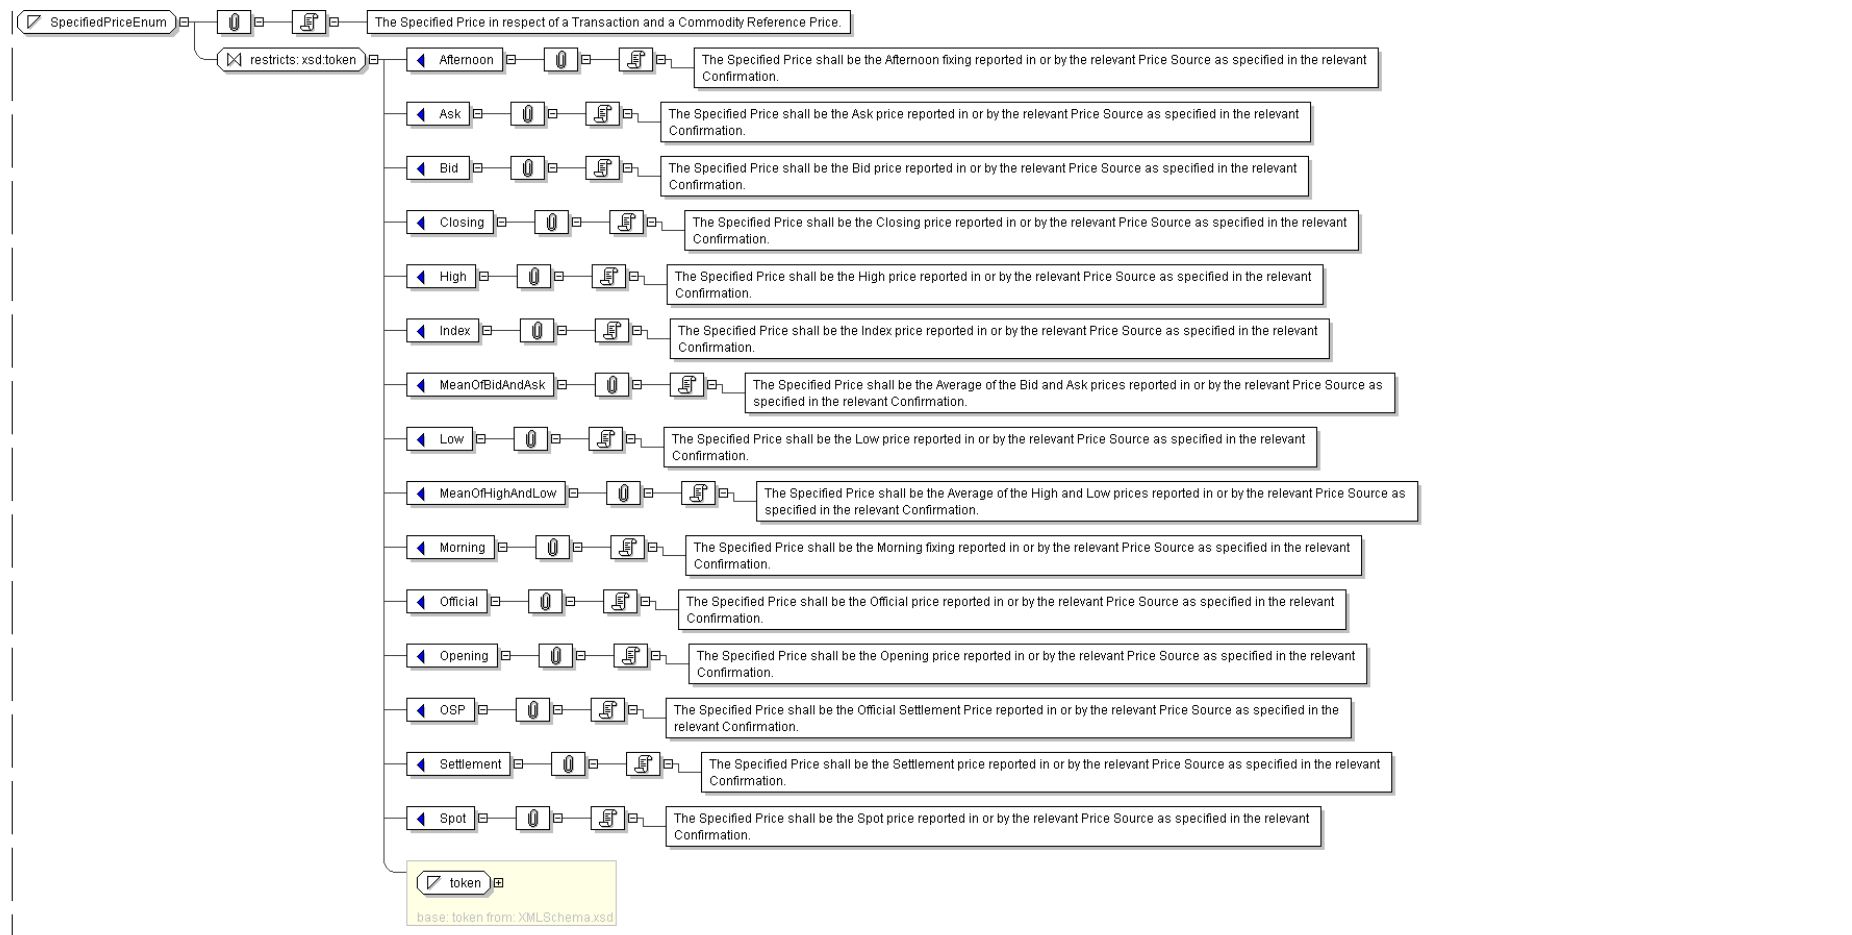 SpecifiedPriceEnum
The Specified Price in respect of a Transaction and a Commodity Reference Price.
restricts: xsd:token
Afternoon
The Specified Price shall be the Afternoon fixing reported in or by the relevant Price Source as specified in the relevant
Confirmation.
Ask
The Specified Price shall be the Ask price reported in or by the relevant Price Source as specified in the relevant
Confirmation.
Bid
The Specified Price shall be the Bid price reported in or by the relevant Price Source as specified in the relevant
Confirmation.
Closing
The Specified Price shall be the Closing price reported in or by the relevant Price Source as specified in the relevant
Confirmation.
High
The Specified Price shall be the High price reported in or by the relevant Price Source as specified in the relevant
Confirmation.
Index
The Specified Price shall be the Index price reported in or by the relevant Price Source as specified in the relevant
Confirmation.
MeanOfBidAndAsk
The Specified Price shall be the Average of the Bid and Ask prices reported in or by the relevant Price Source as
specified in the relevant Confirmation.
Low
The Specified Price shall be the Low price reported in or by the relevant Price Source as specified in the relevant
Confirmation.
MeanOfHighAndLow
The Specified Price shall be the Average of the High and Low prices reported in or by the relevant Price Source as
specified in the relevant Confirmation.
Morning
The Specified Price shall be the Morning fixing reported in or by the relevant Price Source as specified in the relevant
Confirmation.
Official
The Specified Price shall be the Official price reported in or by the relevant Price Source as specified in the relevant
Confirmation.
Opening
The Specified Price shall be the Opening price reported in or by the relevant Price Source as specified in the relevant
Confirmation.
OSP
The Specified Price shall be the Official Settlement Price reported in or by the relevant Price Source as specified in the
relevant Confirmation.
Settlement
The Specified Price shall be the Settlement price reported in or by the relevant Price Source as specified in the relevant
Confirmation.
Spot
The Specified Price shall be the Spot price reported in or by the relevant Price Source as specified in the relevant
Confirmation.
token
base: token from: XMLSchema.xsd